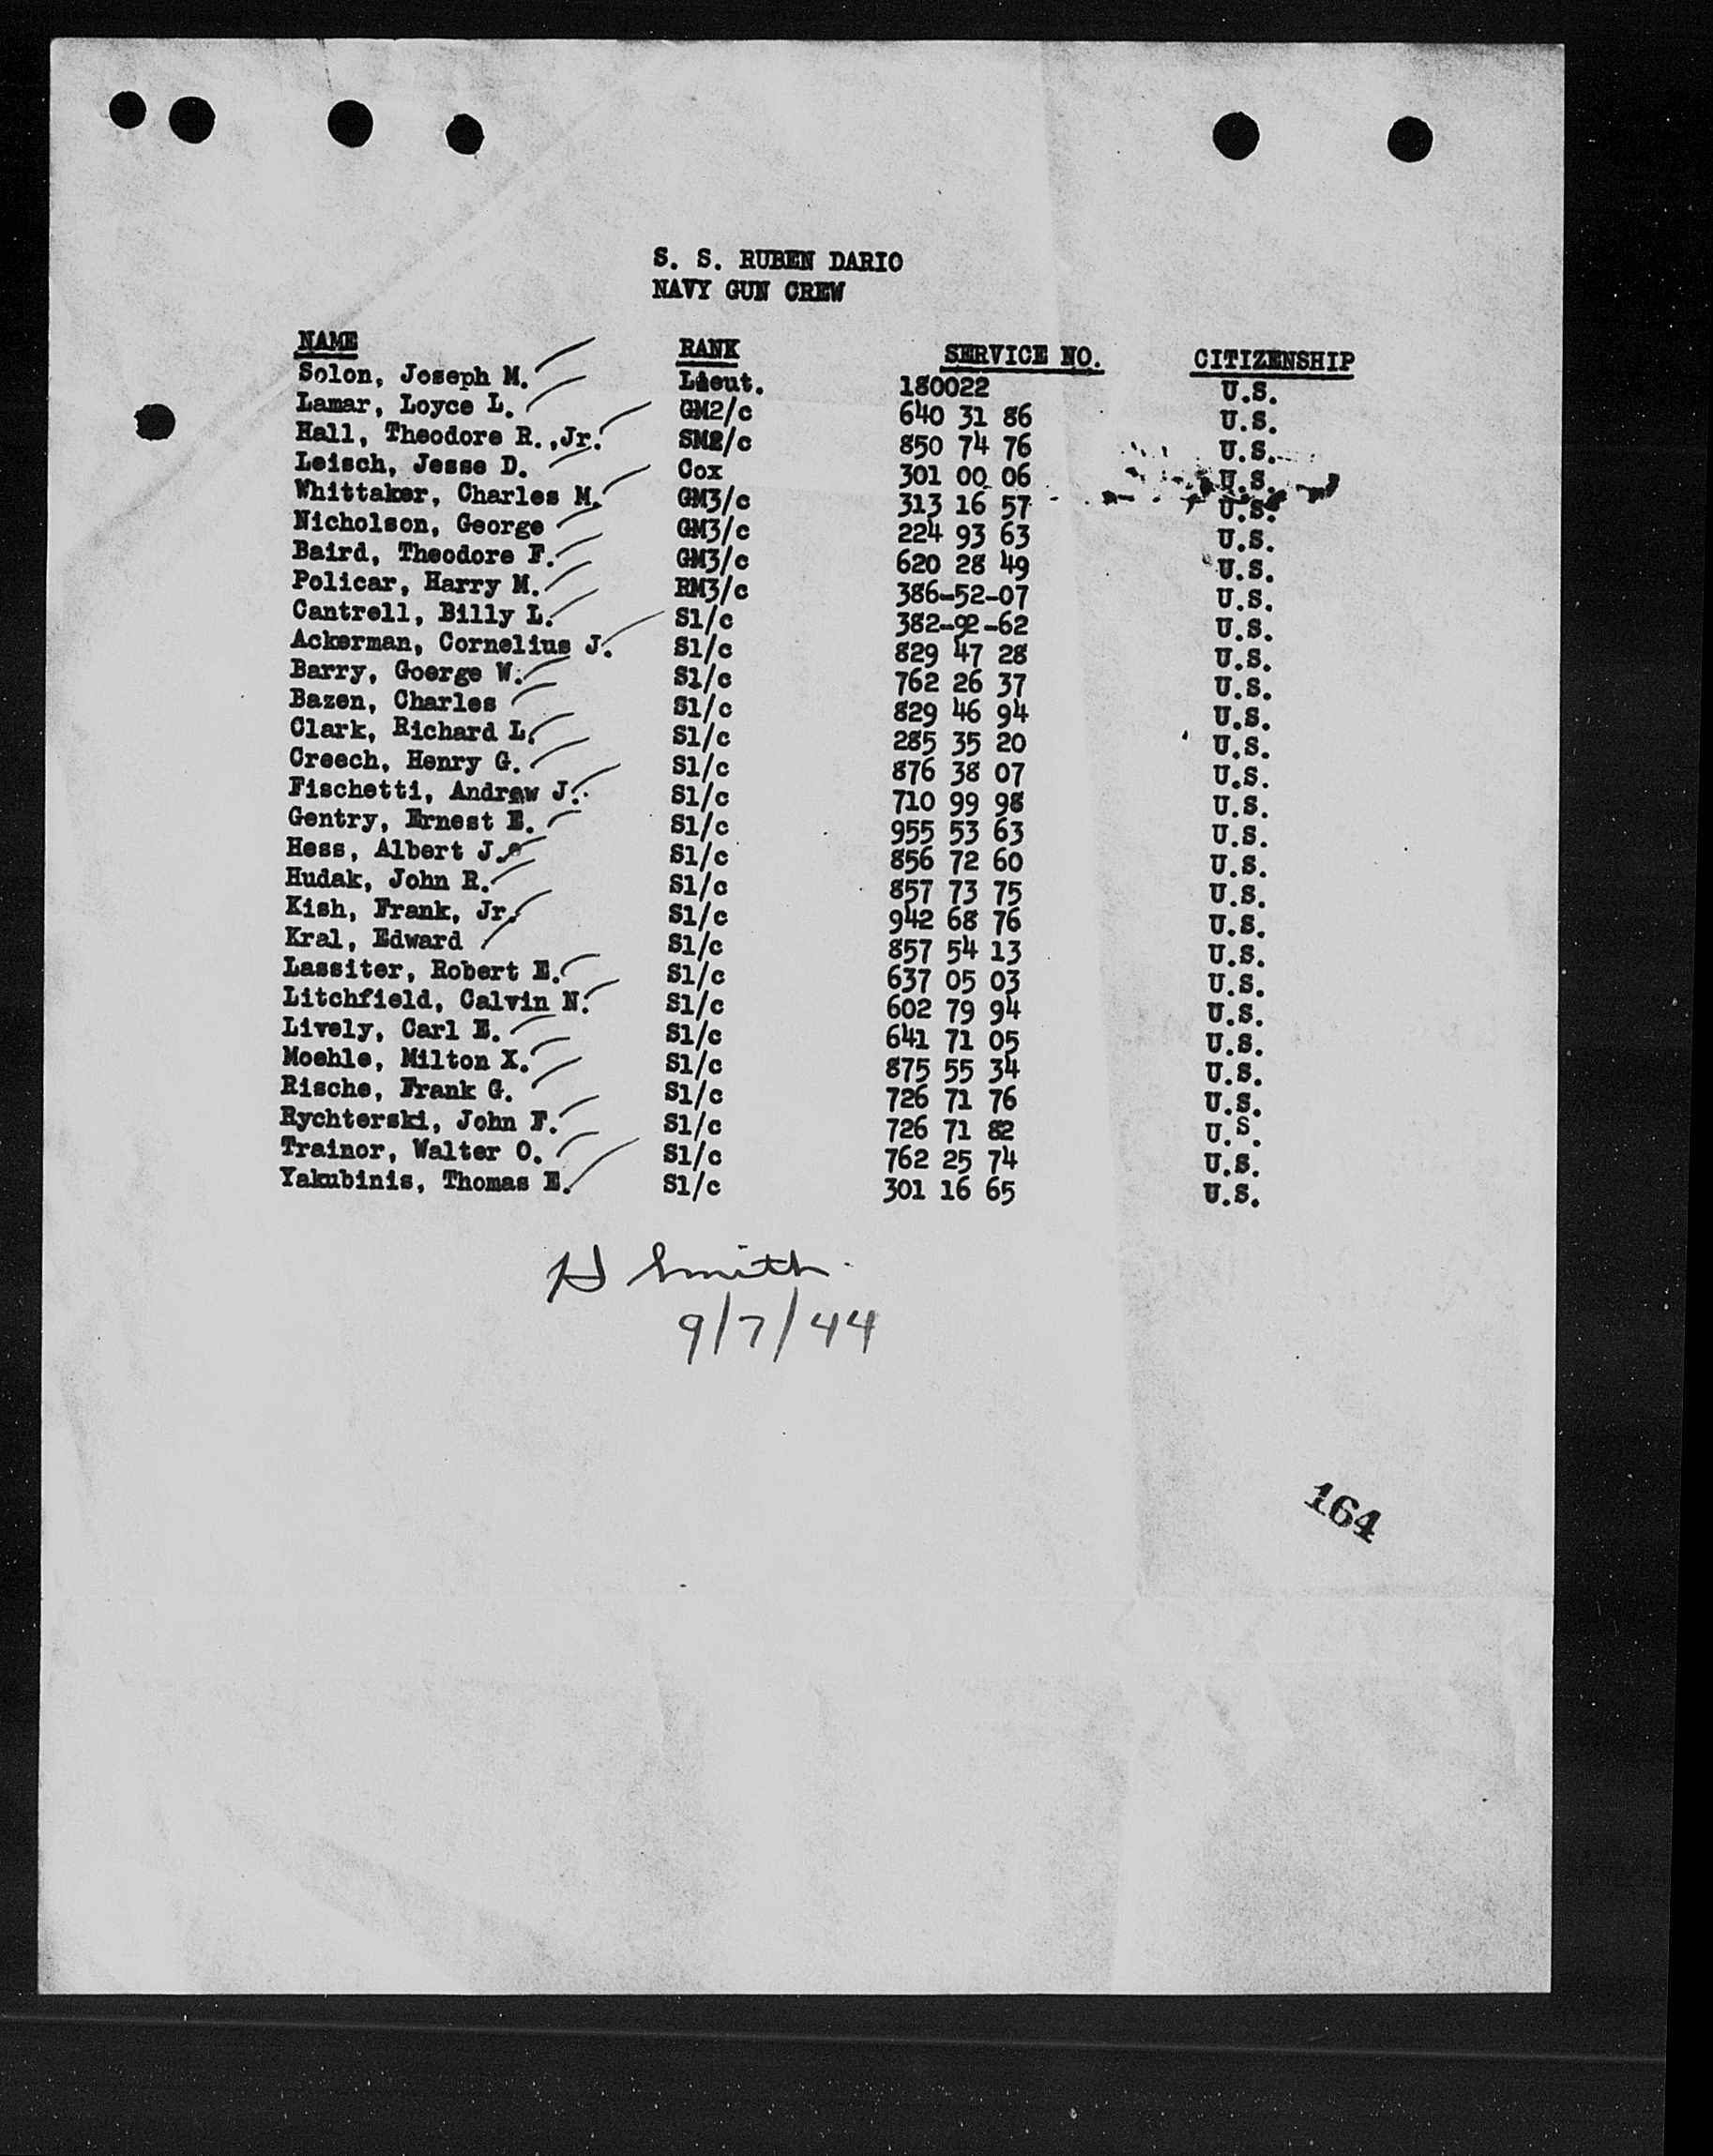 S. S. RUBEN DARIO
NAVY GUN CREW
NAME RANK SERVICE NO. CITIZENSHIP
Solon, Joseph M. Lieut. 180022 U.S.
Lamar, Loyce L. GM2/c 640 31 86 U.S.
Hall, Theodore R.,Jr. SM2/c 850 74 76 U.S.
Leisch, Jesse D. Cox 301 00 06 U.S.
Whittaker, Charles M. GM3/c 313 16 57 U.S.
Nicholson, George GM3/c 224 93 63 U.S.
Baird, Theodore F. GM3/c 620 28 49 U.S.
Policar, Harry M. RM3/c 386-52-07 U.S.
Cantrell, Billy L. S1/c 382-92-62 U.S.
Ackerman, Cornelius J. S1/c 829 47 28 U.S.
Barry, Goerge W. S1/c 762 26 37 U.S.
Bazen, Charles S1/c 829 46 94 U.S.
Clark, Richard L. S1/c 285 35 20 U.S.
Creech, Henry G. S1/c 876 38 07 U.S.
Fischetti, Andrew J. S1/c 710 99 98 U.S.
Gentry, Ernest E. S1/c 955 53 63 U.S.
Hess, Albert J. S1/c 856 72 60 U.S.
Hudak, John R. S1/c 857 73 75 U.S.
Kish, Frank, Jr. S1/c 942 68 76 U.S.
Kral, Edward S1/c 857 54 13 U.S.
Lassiter, Robert E. S1/c 637 05 03 U.S.
Litchfield, Calvin N. S1/c 602 79 94 U.S.
Lively, Carl E. S1/c 641 71 05 U.S.
Moehle, Milton X. S1/c 875 55 34 U.S.
Rische, Frank G. S1/c 726 71 76 U.S.
Rychterski, John F. S1/c 726 71 82 U.S.
Trainor, Walter O. S1/c 762 25 74 U.S.
Yakubinis, Thomas E. S1/c 301 16 65 U.S.
H Smith.
9/7/44
164